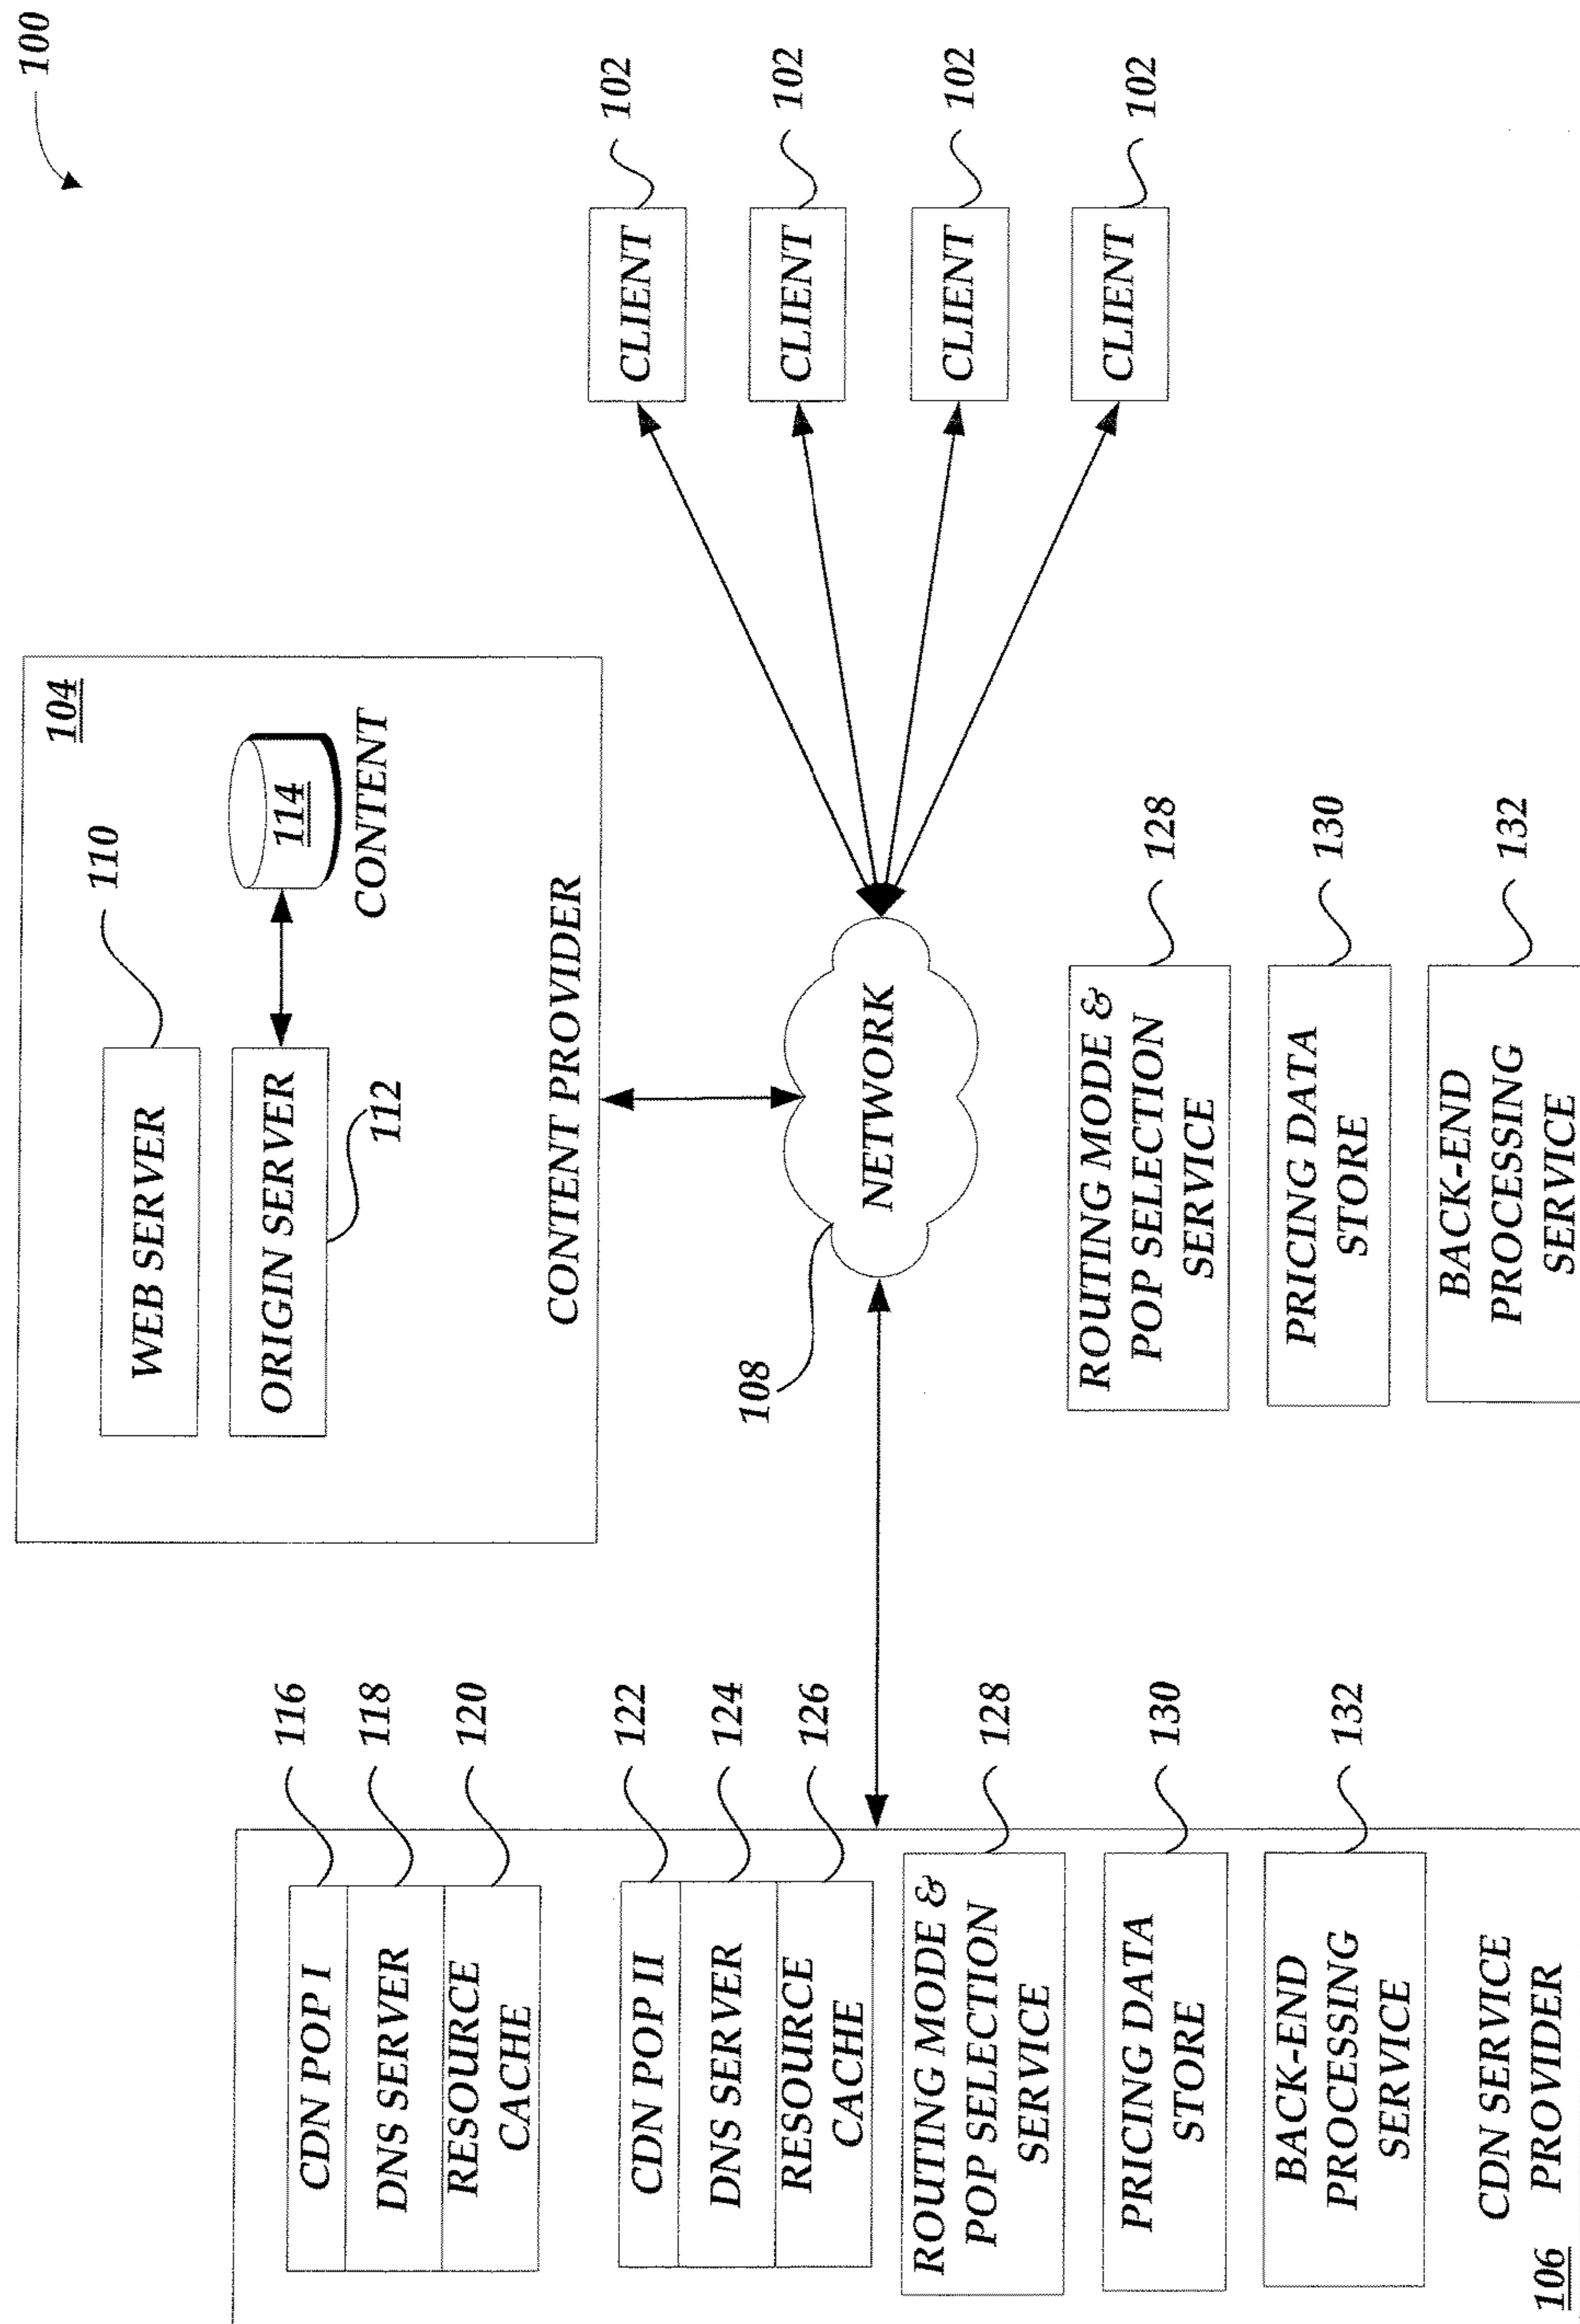 100
104
110
WEB SERVER
ORIGIN SERVER
112
114
CONTENT
CONTENT PROVIDER
116
118
120
CDN POP I
DNS SERVER
RESOURCE
CACHE
122
124
126
CDN POP II
DNS SERVER
RESOURCE
CACHE
128
ROUTING MODE &
POP SELECTION
SERVICE
130
PRICING DATA
STORE
132
BACK-END
PROCESSING
SERVICE
CDN SERVICE
PROVIDER
106
108
NETWORK
CLIENT
102
CLIENT
102
CLIENT
102
CLIENT
102
ROUTING MODE &
POP SELECTION
SERVICE
128
PRICING DATA
STORE
130
BACK-END
PROCESSING
SERVICE
132